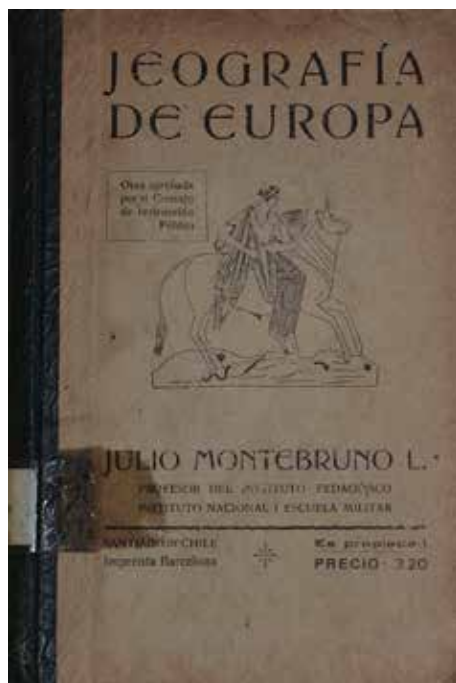 JEOGRAFÍA
DE EUROPA
Obra aprobada
por el Consejo
de Instrucción
Pública
JULIO MONTEBRUNO L.
PROFESOR DEL INSTITUTO PEDAGÓJICO
INSTITUTO NACIONAL I ESCUELA MILITAR
SANTIAGO DE CHILE
Imprenta Barcelona
Es propiedad
PRECIO: 3.20